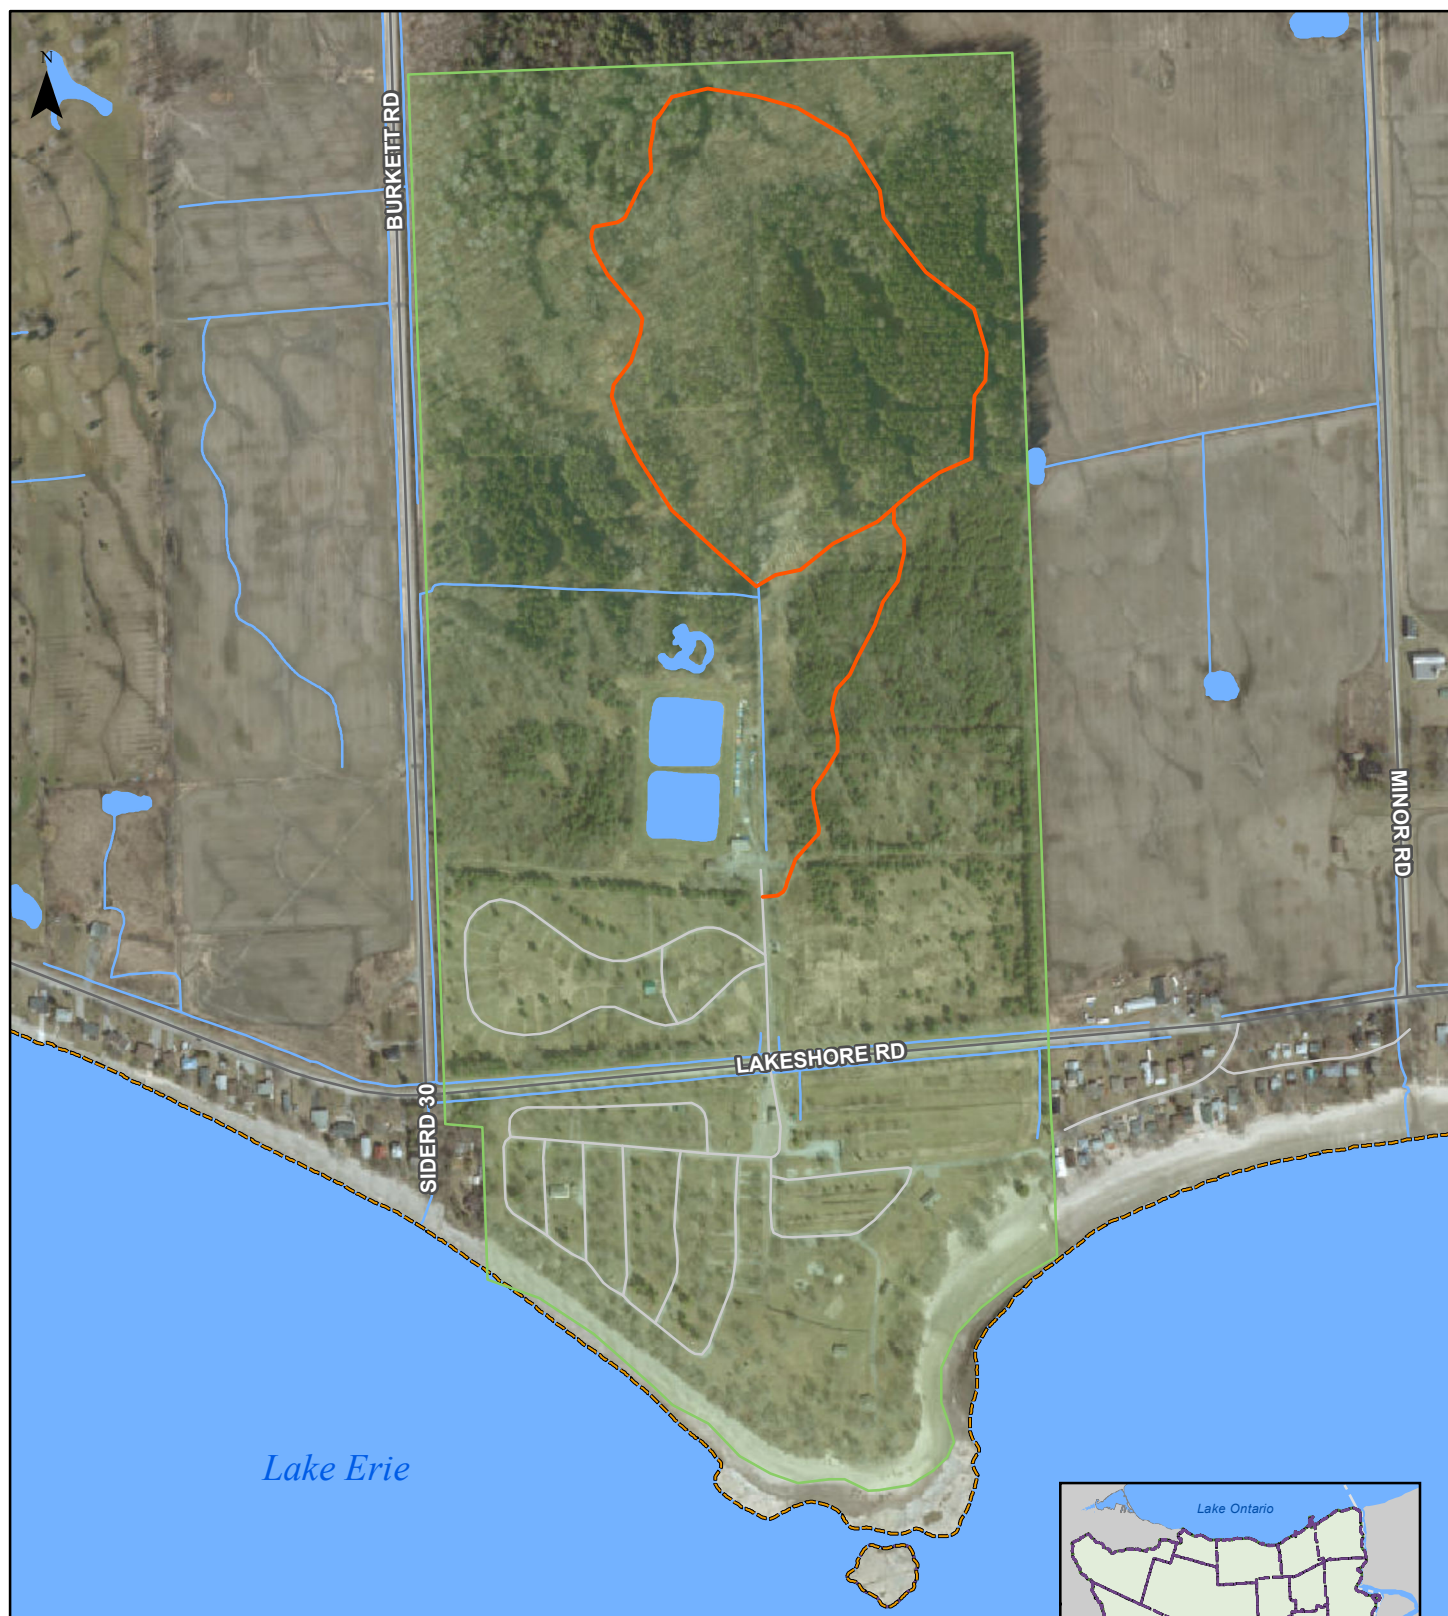 N
BURKETT RD
MINOR RD
LAKESHORE RD
SIDERD 30
Lake Erie
Lake Ontario